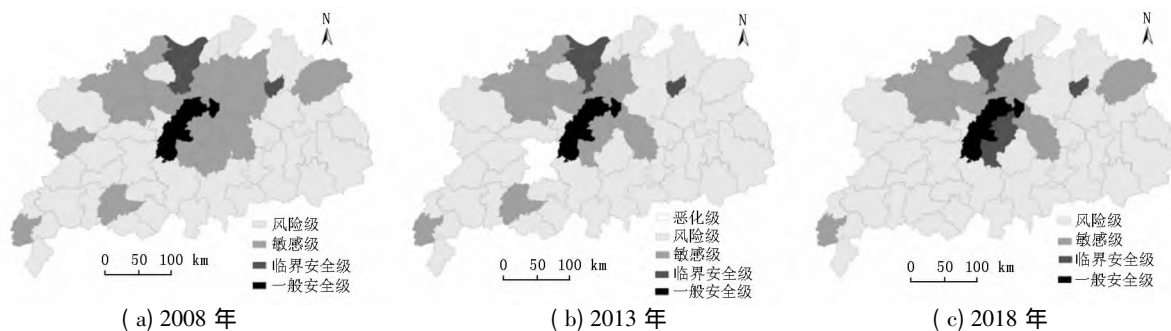 N
风险级
敏感级
临界安全级
一般安全级
0 50 100 km
(a) 2008 年
N
恶化级
风险级
敏感级
临界安全级
一般安全级
0 50 100 km
(b) 2013 年
N
风险级
敏感级
临界安全级
一般安全级
0 50 100 km
(c) 2018 年